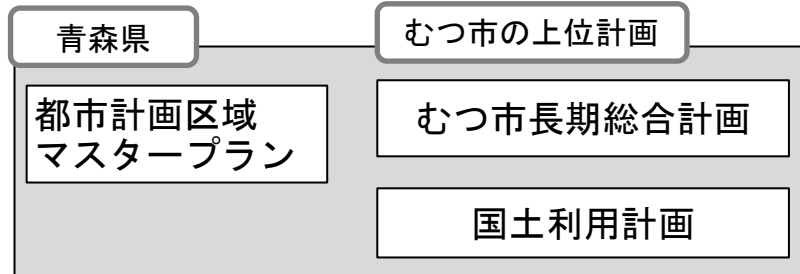 青森県
都市計画区域
マスタープラン
むつ市の上位計画
むつ市長期総合計画
国土利用計画